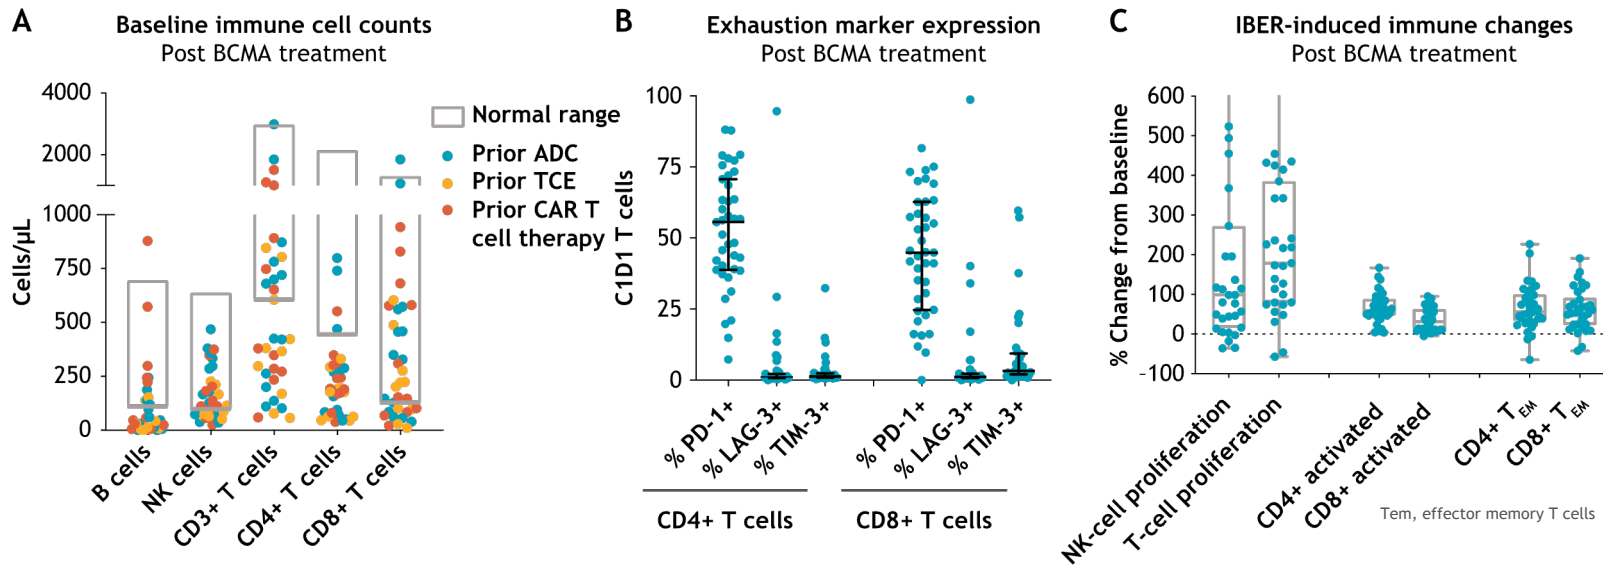 A
Baseline immune cell counts
Post BCMA treatment
Cells/µL
4000
2000
1000
750
500
250
0
Normal range
Prior ADC
Prior TCE
Prior CAR T
cell therapy
B cells
NK cells
CD3+ T cells
CD4+ T cells
CD8+ T cells
B
Exhaustion marker expression
Post BCMA treatment
C1D1 T cells
100
75
50
25
0
% PD-1+
% LAG-3+
% TIM-3+
% PD-1+
% LAG-3+
% TIM-3+
CD4+ T cells
CD8+ T cells
C
IBER-induced immune changes
Post BCMA treatment
% Change from baseline
600
500
400
300
200
100
0
-100
NK-cell proliferation
T-cell proliferation
CD4+ activated
CD8+ activated
CD4+ TEM
CD8+ TEM
Tem, effector memory T cells